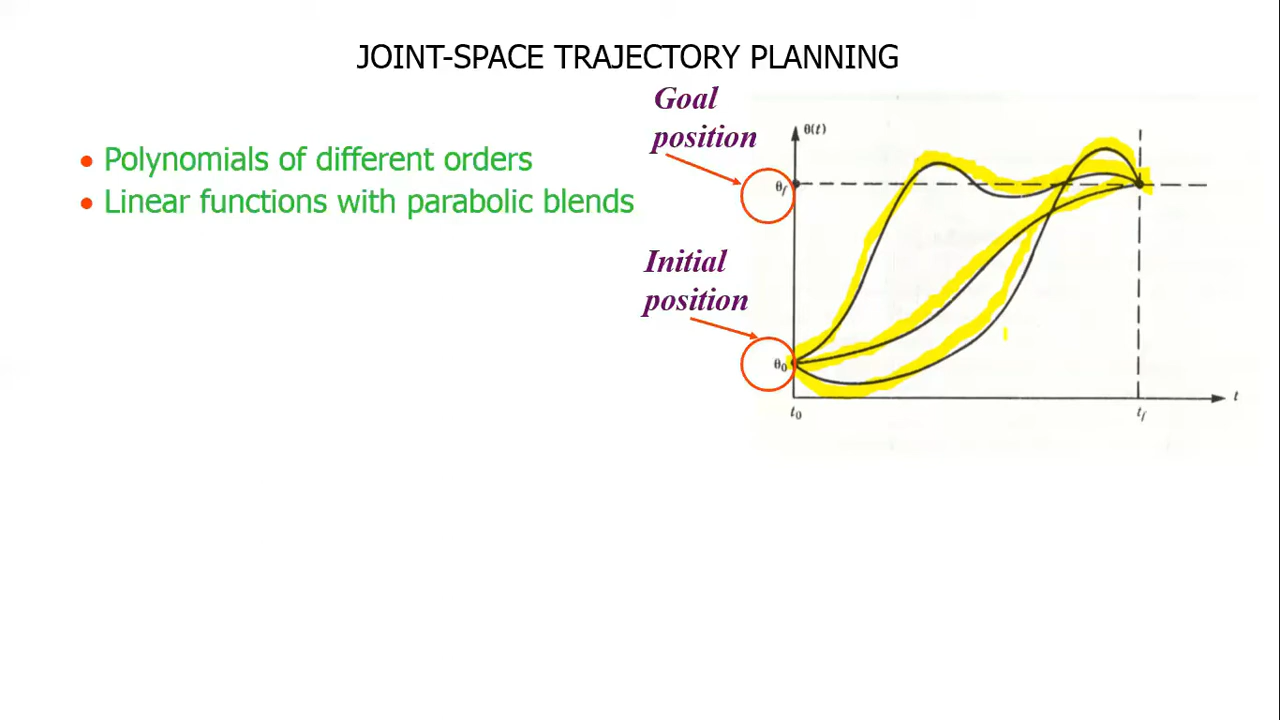 JOINT-SPACE TRAJECTORY PLANNING
• Polynomials of different orders
• Linear functions with parabolic blends
Goal
position
Initial
position
θ(t)
θf
θ0
t0
tf
t